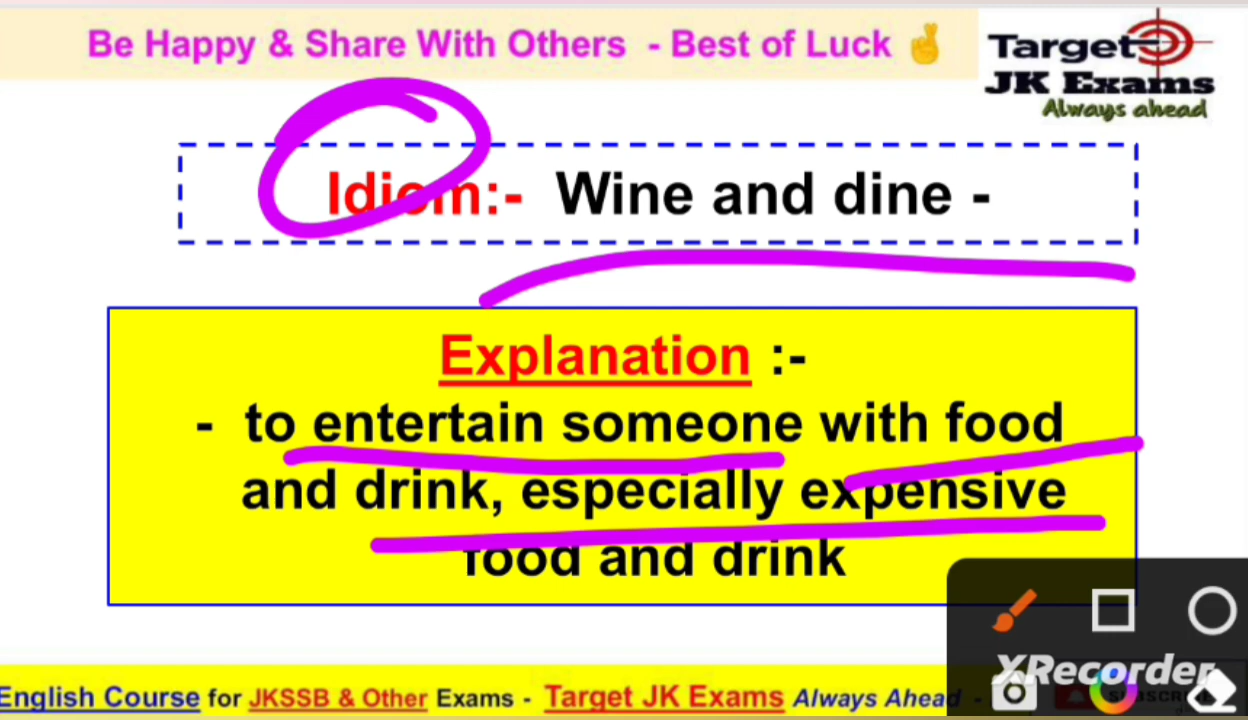 Be Happy & Share With Others - Best of Luck
Target
JK Exams
Always ahead
Idiom:- Wine and dine -
Explanation :-
- to entertain someone with food
and drink, especially expensive
food and drink
XRecorder
English Course for JKSSB & Other Exams - Target JK Exams Always Ahead -